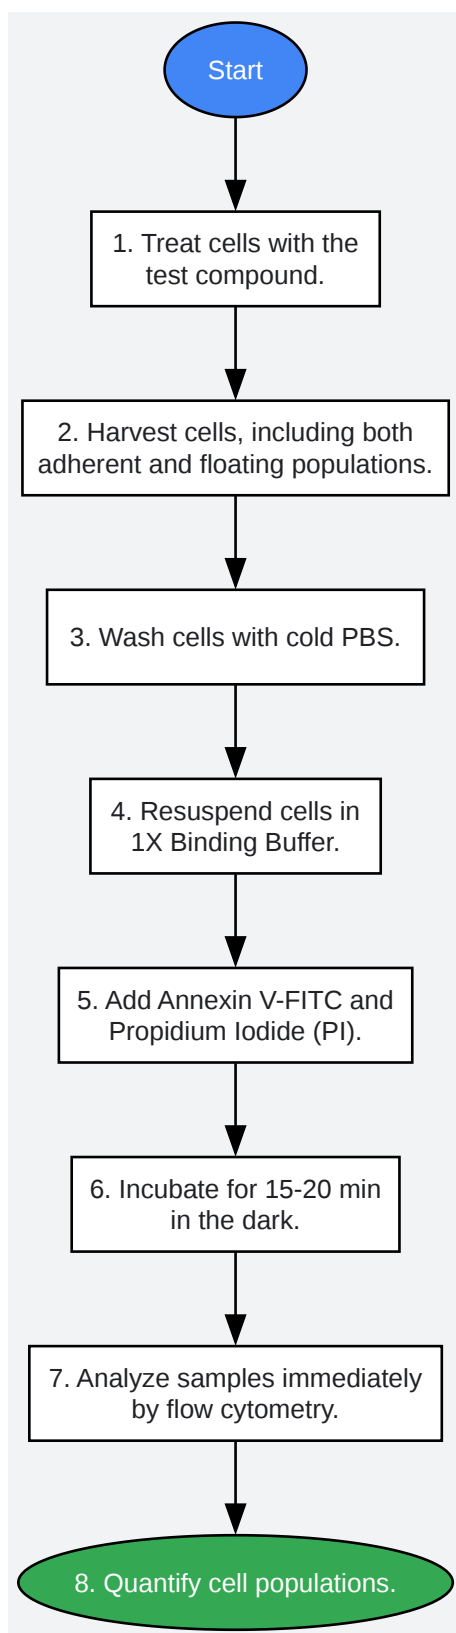 Start
1. Treat cells with the
test compound.
2. Harvest cells, including both
adherent and floating populations.
3. Wash cells with cold PBS.
4. Resuspend cells in
1X Binding Buffer.
5. Add Annexin V-FITC and
Propidium Iodide (PI).
6. Incubate for 15-20 min
in the dark.
7. Analyze samples immediately
by flow cytometry.
8. Quantify cell populations.